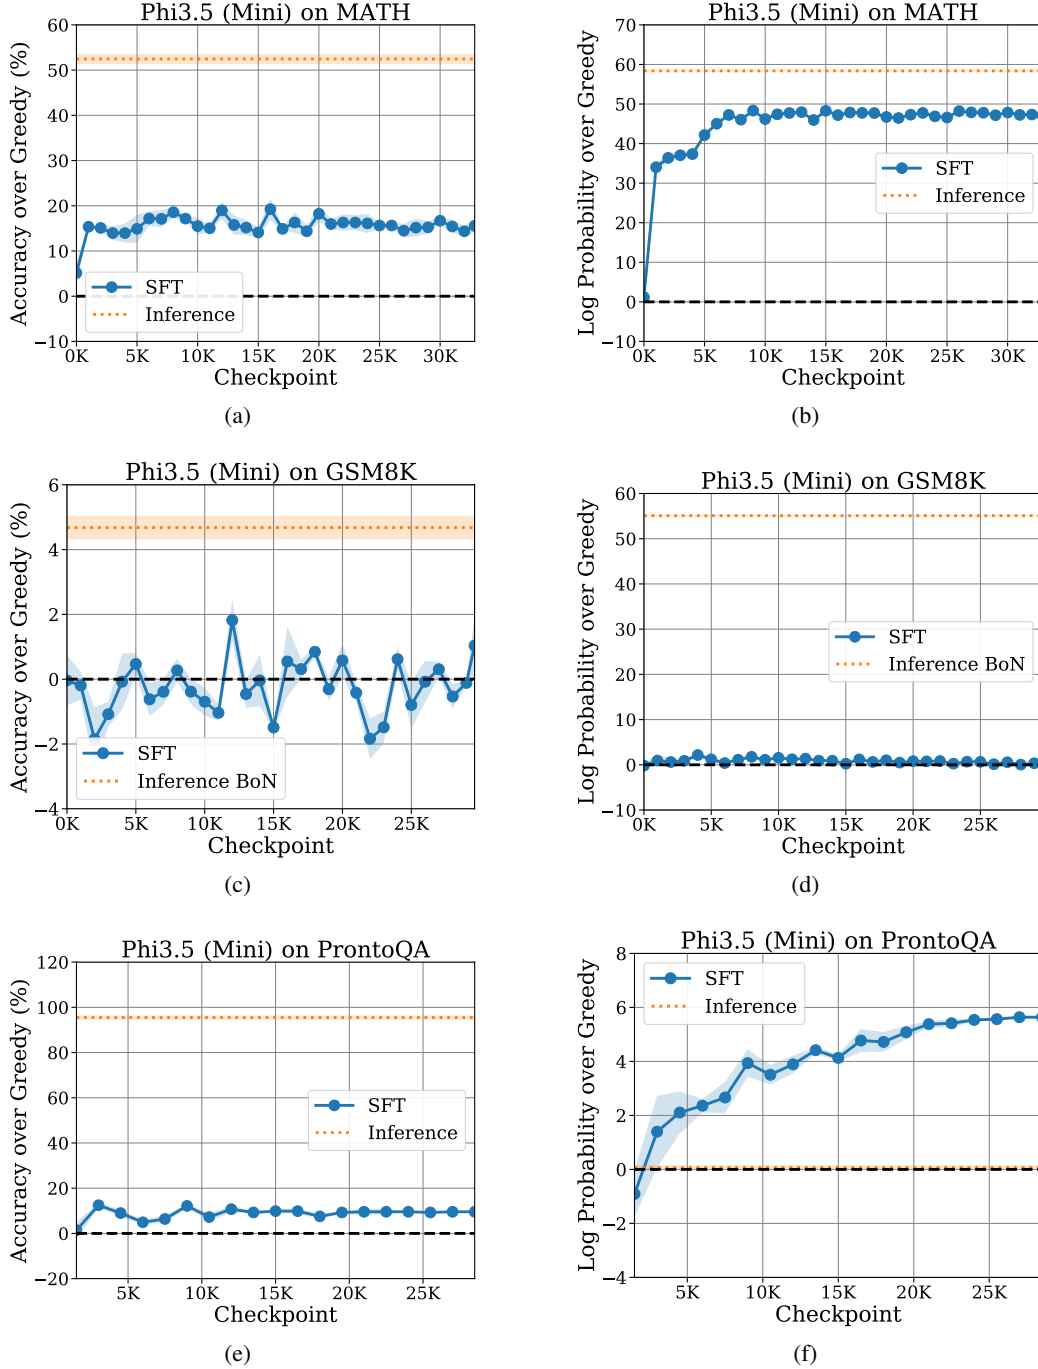 Phi3.5 (Mini) on MATH
Accuracy over Greedy (%)
60
50
40
30
20
10
0
−10
SFT
Inference
0K 5K 10K 15K 20K 25K 30K
Checkpoint
(a)
Phi3.5 (Mini) on MATH
Log Probability over Greedy
70
60
50
40
30
20
10
0
−10
SFT
Inference
0K 5K 10K 15K 20K 25K 30K
Checkpoint
(b)
Phi3.5 (Mini) on GSM8K
Accuracy over Greedy (%)
6
4
2
0
−2
−4
SFT
Inference BoN
0K 5K 10K 15K 20K 25K
Checkpoint
(c)
Phi3.5 (Mini) on GSM8K
Log Probability over Greedy
60
50
40
30
20
10
0
−10
SFT
Inference BoN
0K 5K 10K 15K 20K 25K
Checkpoint
(d)
Phi3.5 (Mini) on ProntoQA
Accuracy over Greedy (%)
120
100
80
60
40
20
0
−20
SFT
Inference
5K 10K 15K 20K 25K
Checkpoint
(e)
Phi3.5 (Mini) on ProntoQA
Log Probability over Greedy
8
6
4
2
0
−2
−4
SFT
Inference
5K 10K 15K 20K 25K
Checkpoint
(f)